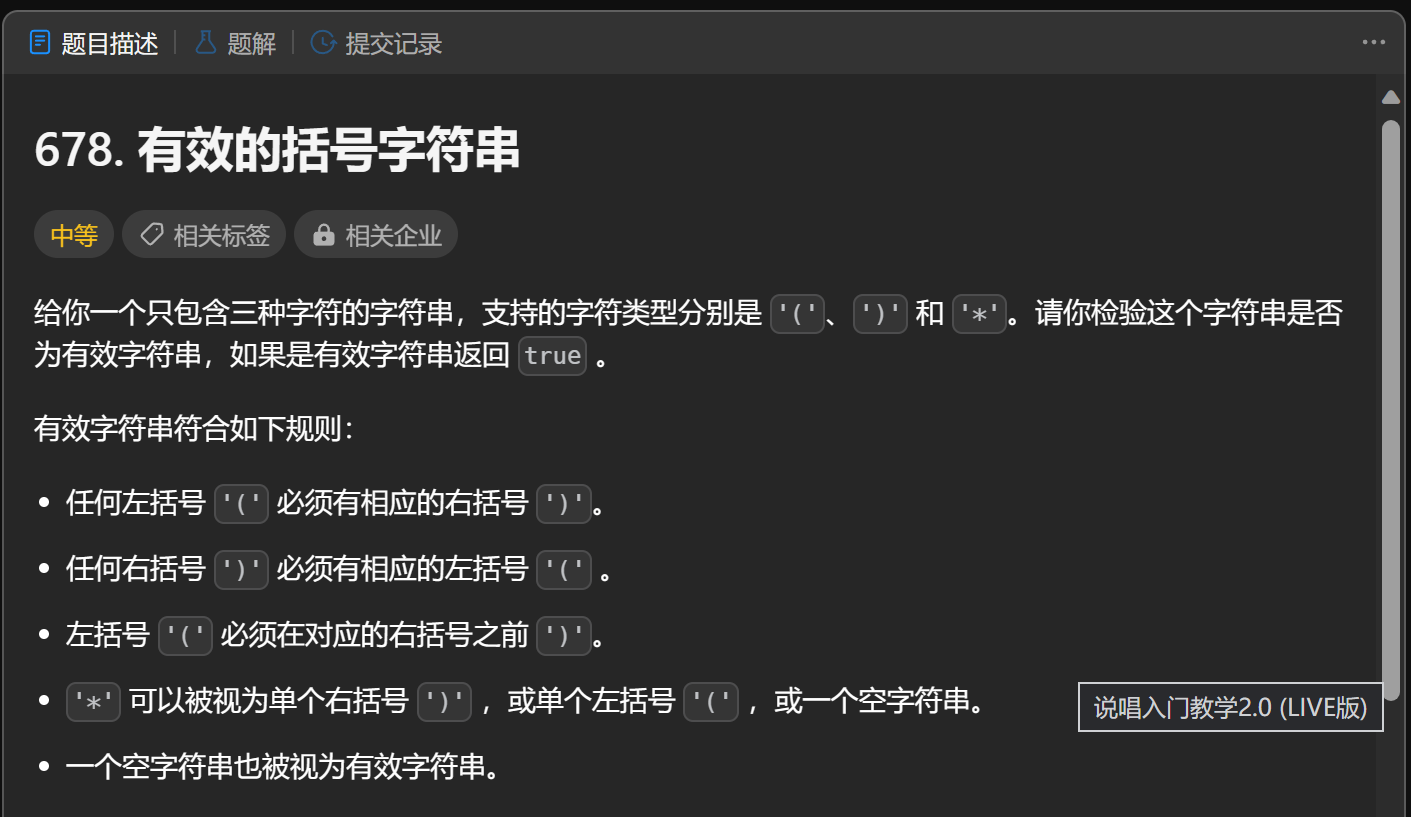 题目描述 题解 提交记录
678. 有效的括号字符串
中等 相关标签 相关企业
给你一个只包含三种字符的字符串，支持的字符类型分别是 '('、 ')' 和 '*'。请你检验这个字符串是否
为有效字符串，如果是有效字符串返回 true 。
有效字符串符合如下规则：
• 任何左括号 '(' 必须有相应的右括号 ')'。
• 任何右括号 ')' 必须有相应的左括号 '(' 。
• 左括号 '(' 必须在对应的右括号之前 ')'。
• '*' 可以被视为单个右括号 ')' ，或单个左括号 '(' ，或一个空字符串。
说唱入门教学2.0 (LIVE版)
• 一个空字符串也被视为有效字符串。